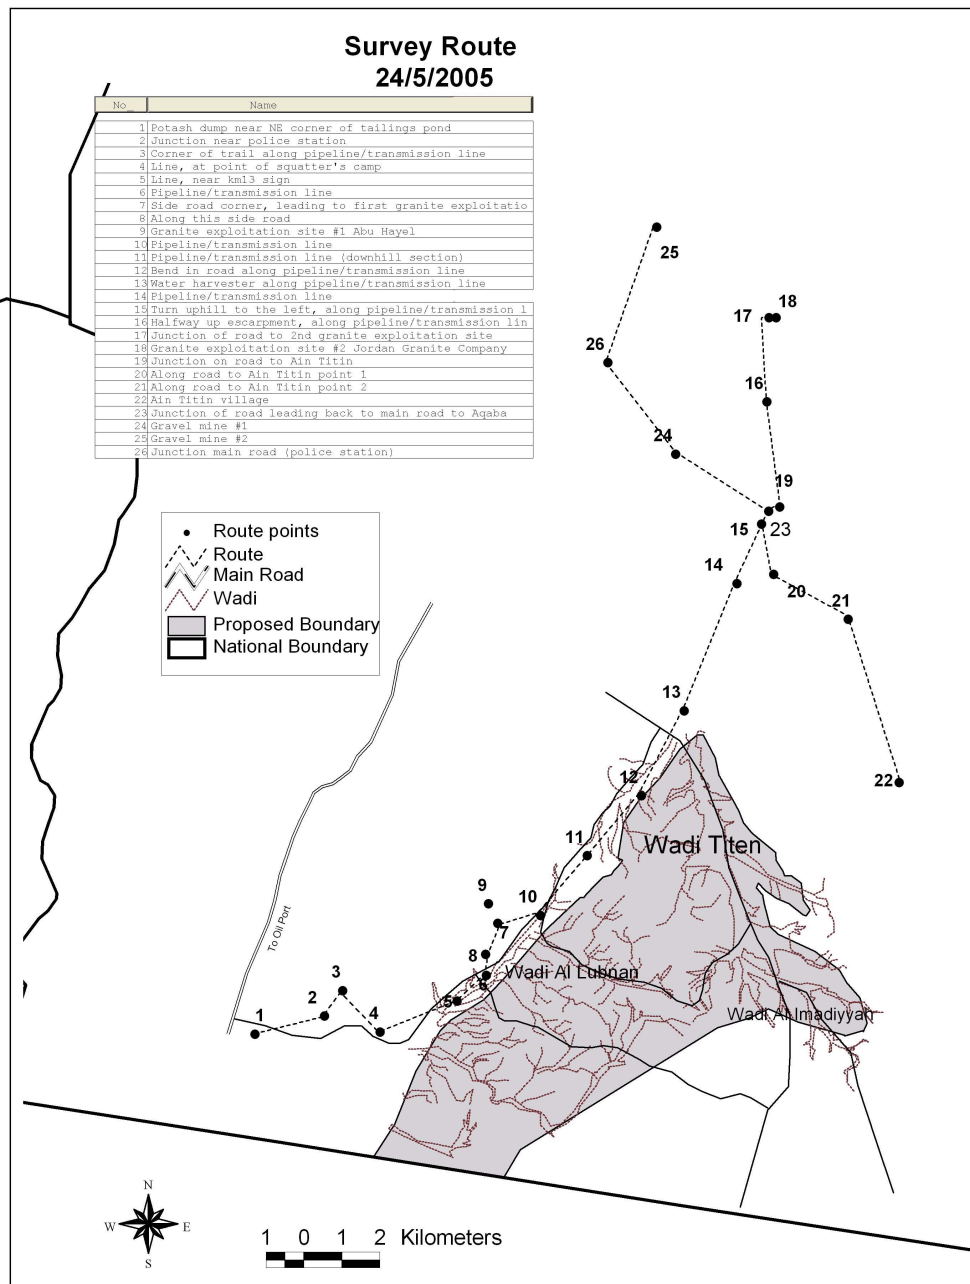 Survey Route
24/5/2005
No_ Name
1 Potash dump near NE corner of tailings pond
2 Junction near police station
3 Corner of trail along pipeline/transmission line
4 Line, at point of squatter's camp
5 Line, near km13 sign
6 Pipeline/transmission line
7 Side road corner, leading to first granite exploitatio
8 Along this side road
9 Granite exploitation site #1 Abu Hayel
10 Pipeline/transmission line
11 Pipeline/transmission line (downhill section)
12 Bend in road along pipeline/transmission line
13 Water harvester along pipeline/transmission line
14 Pipeline/transmission line
15 Turn uphill to the left, along pipeline/transmission l
16 Halfway up escarpment, along pipeline/transmission lin
17 Junction of road to 2nd granite exploitation site
18 Granite exploitation site #2 Jordan Granite Company
19 Junction on road to Ain Titin
20 Along road to Ain Titin point 1
21 Along road to Ain Titin point 2
22 Ain Titin village
23 Junction of road leading back to main road to Aqaba
24 Gravel mine #1
25 Gravel mine #2
26 Junction main road (police station)
25
18
17
26
16
24
19
15 23
14
20
21
13
22
12
11
9
10
7
8
6
5
3
2
4
1
Route points
Route
Main Road
Wadi
Proposed Boundary
National Boundary
To Oil Port
Wadi Titen
Wadi Al Lubnan
Wadi Al Imadiyyah
N
W E
S
1 0 1 2 Kilometers